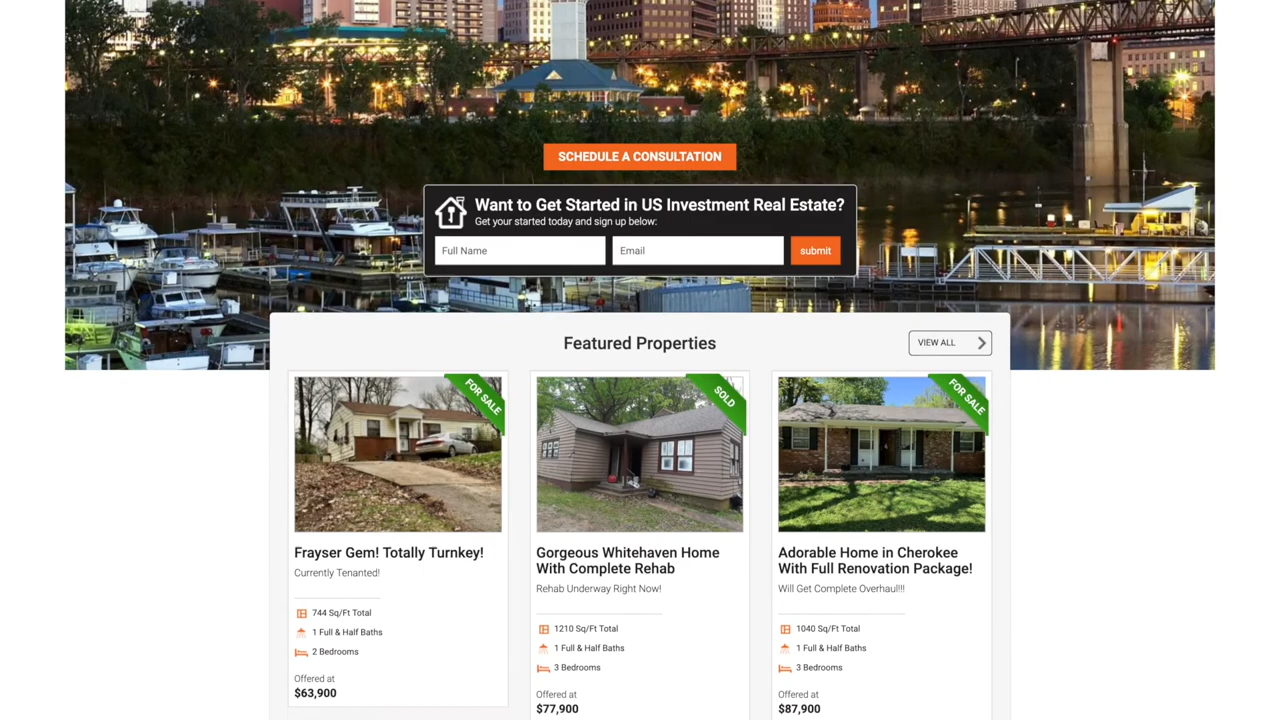 SCHEDULE A CONSULTATION
Want to Get Started in US Investment Real Estate?
Get your started today and sign up below:
Full Name
Email
submit
Featured Properties
VIEW ALL
FOR SALE
Frayser Gem! Totally Turnkey!
Currently Tenanted!
744 Sq/Ft Total
1 Full & Half Baths
2 Bedrooms
Offered at
$63,900
SOLD
Gorgeous Whitehaven Home
With Complete Rehab
Rehab Underway Right Now!
1210 Sq/Ft Total
1 Full & Half Baths
3 Bedrooms
Offered at
$77,900
FOR SALE
Adorable Home in Cherokee
With Full Renovation Package!
Will Get Complete Overhaul!!!
1040 Sq/Ft Total
1 Full & Half Baths
3 Bedrooms
Offered at
$87,900